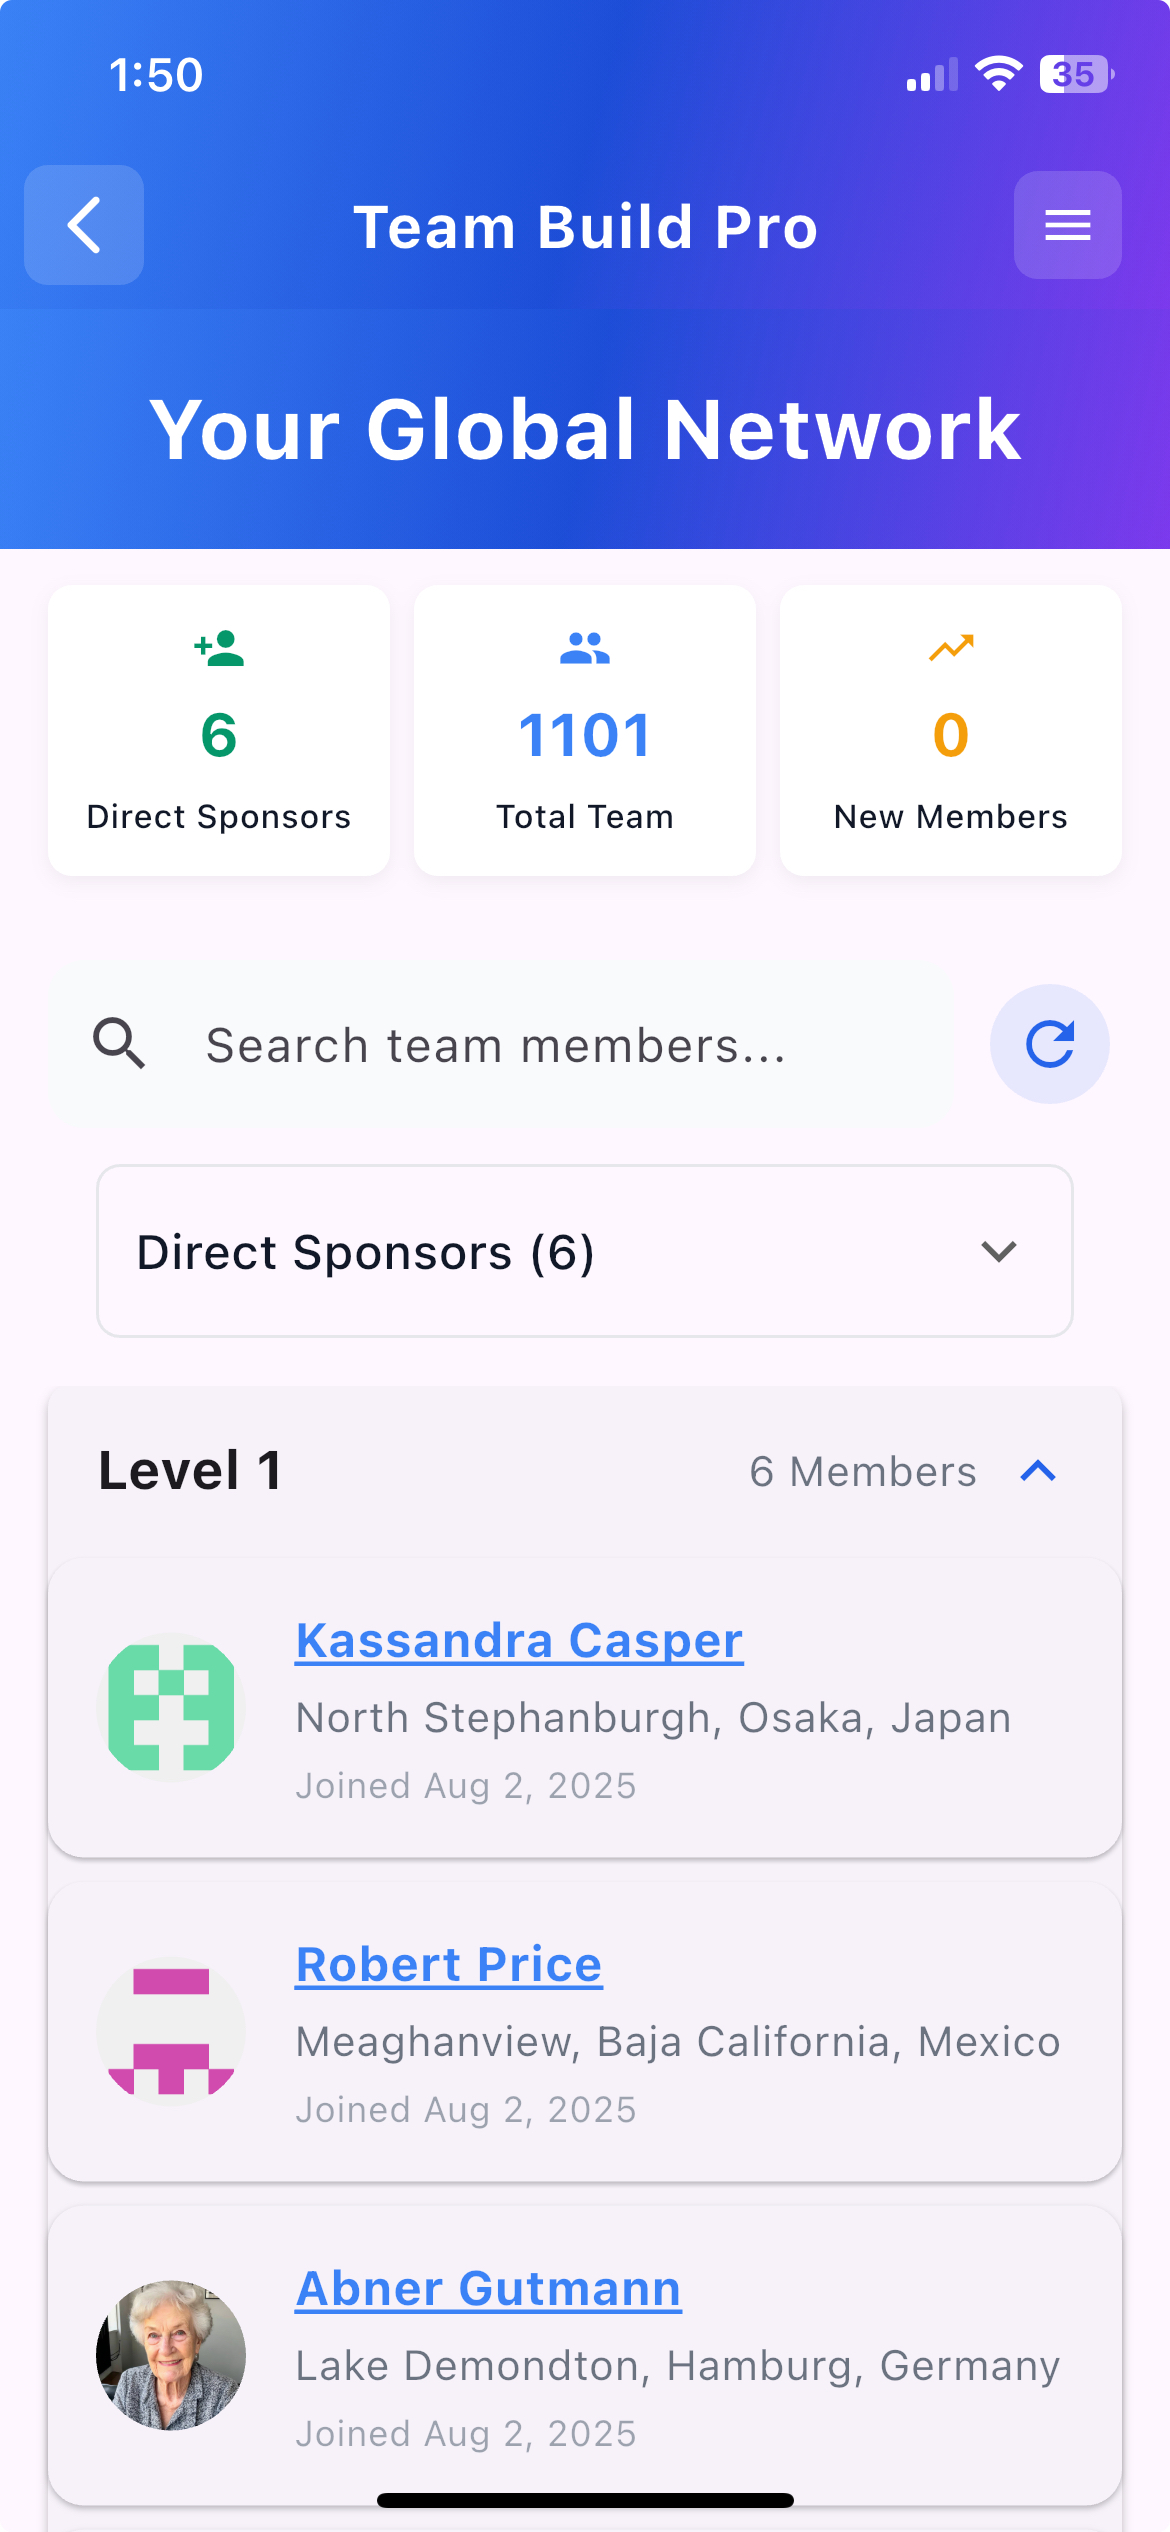 1:50
35
Team Build Pro
Your Global Network
6
Direct Sponsors
1101
Total Team
0
New Members
Search team members...
Direct Sponsors (6)
Level 1
6 Members
Kassandra Casper
North Stephanburgh, Osaka, Japan
Joined Aug 2, 2025
Robert Price
Meaghanview, Baja California, Mexico
Joined Aug 2, 2025
Abner Gutmann
Lake Demondton, Hamburg, Germany
Joined Aug 2, 2025